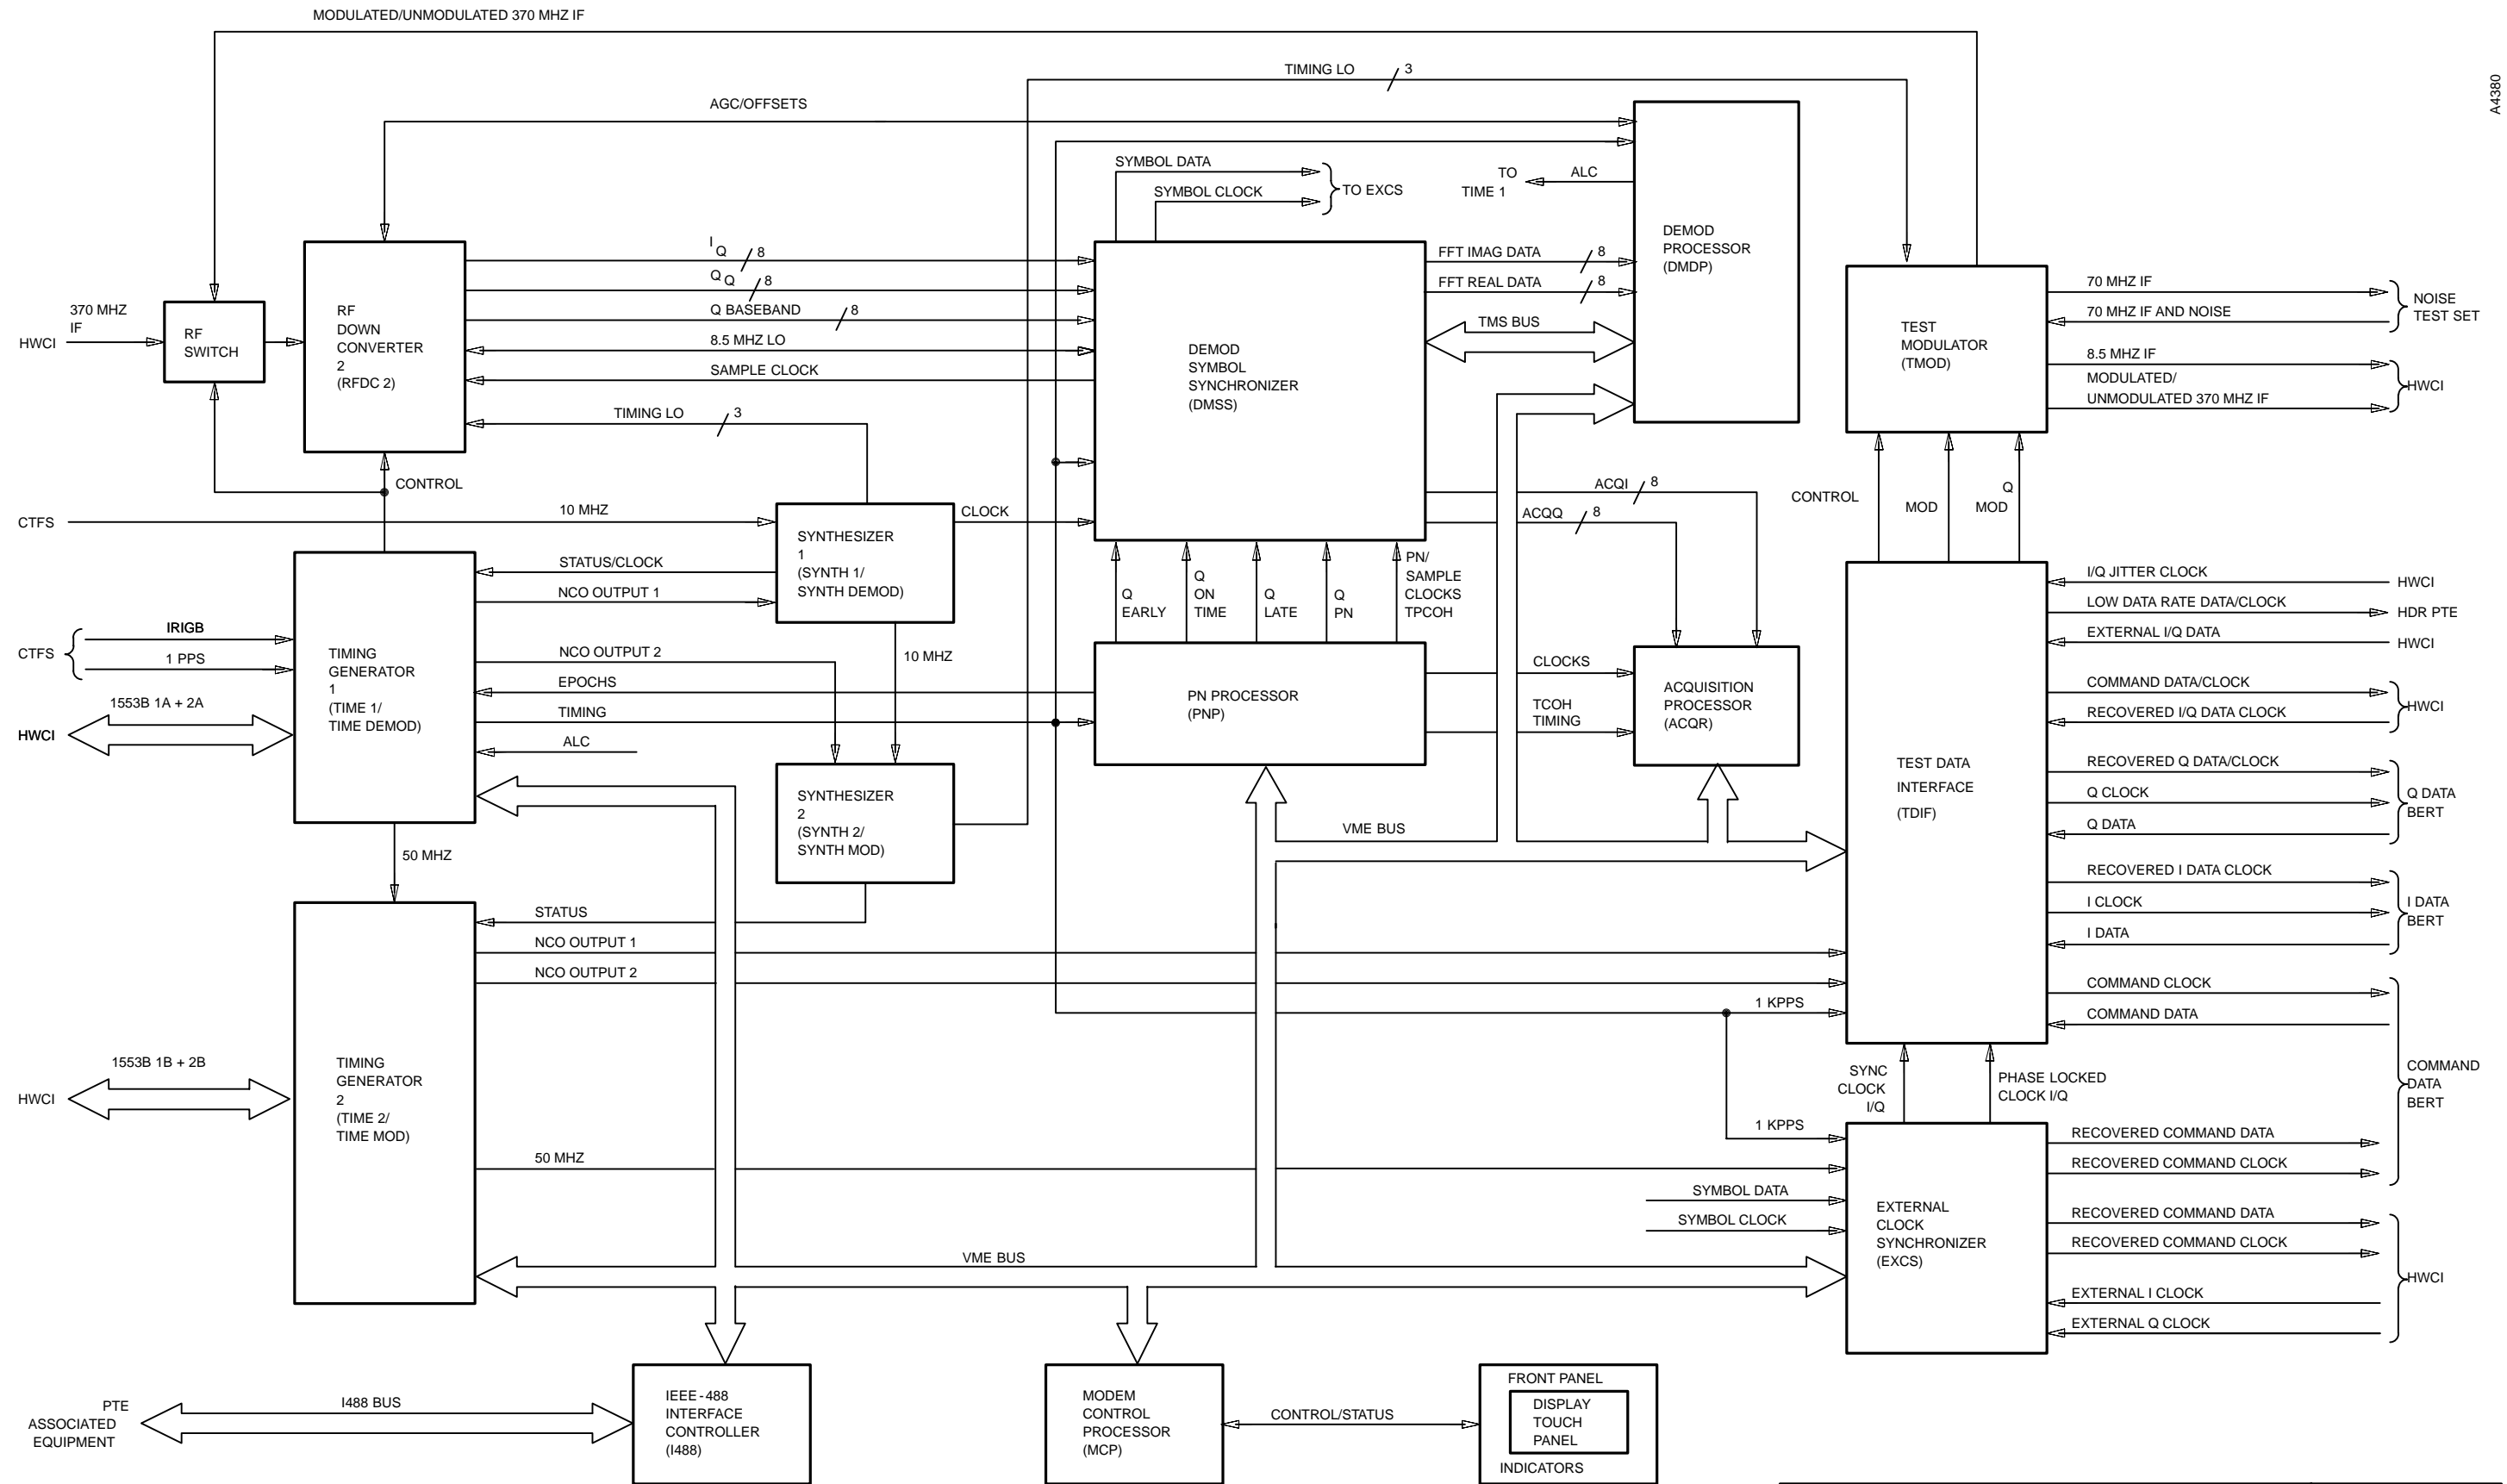 MODULATED/UNMODULATED 370 MHZ IF
A4380
TIMING LO
3
AGC/OFFSETS
SYMBOL DATA
SYMBOL CLOCK
TO EXCS
TO
TIME 1
ALC
DEMOD
PROCESSOR
(DMDP)
370 MHZ
IF
HWCI
RF
SWITCH
RF
DOWN
CONVERTER
2
(RFDC 2)
I
Q
8
Q
Q
8
Q BASEBAND
8
8.5 MHZ LO
SAMPLE CLOCK
TIMING LO
3
DEMOD
SYMBOL
SYNCHRONIZER
(DMSS)
FFT IMAG DATA
8
FFT REAL DATA
8
TMS BUS
TEST
MODULATOR
(TMOD)
70 MHZ IF
70 MHZ IF AND NOISE
NOISE
TEST SET
8.5 MHZ IF
MODULATED/
UNMODULATED 370 MHZ IF
HWCI
CONTROL
ACQI
8
ACQQ
8
CONTROL
MOD
Q
MOD
CTFS
10 MHZ
CLOCK
SYNTHESIZER
1
(SYNTH 1/
SYNTH DEMOD)
STATUS/CLOCK
NCO OUTPUT 1
NCO OUTPUT 2
10 MHZ
EPOCHS
TIMING
ALC
CTFS
IRIGB
1 PPS
1553B 1A + 2A
HWCI
TIMING
GENERATOR
1
(TIME 1/
TIME DEMOD)
Q
EARLY
Q
ON
TIME
Q
LATE
Q
PN
PN/
SAMPLE
CLOCKS
TPCOH
PN PROCESSOR
(PNP)
CLOCKS
TCOH
TIMING
ACQUISITION
PROCESSOR
(ACQR)
I/Q JITTER CLOCK
HWCI
LOW DATA RATE DATA/CLOCK
HDR PTE
EXTERNAL I/Q DATA
HWCI
COMMAND DATA/CLOCK
RECOVERED I/Q DATA CLOCK
HWCI
TEST DATA
INTERFACE
(TDIF)
RECOVERED Q DATA/CLOCK
Q CLOCK
Q DATA
Q DATA
BERT
RECOVERED I DATA CLOCK
I CLOCK
I DATA
I DATA
BERT
COMMAND CLOCK
COMMAND DATA
COMMAND
DATA
BERT
SYNTHESIZER
2
(SYNTH 2/
SYNTH MOD)
VME BUS
50 MHZ
STATUS
NCO OUTPUT 1
NCO OUTPUT 2
1 KPPS
1553B 1B + 2B
HWCI
TIMING
GENERATOR
2
(TIME 2/
TIME MOD)
SYNC
CLOCK
I/Q
PHASE LOCKED
CLOCK I/Q
1 KPPS
50 MHZ
SYMBOL DATA
SYMBOL CLOCK
EXTERNAL
CLOCK
SYNCHRONIZER
(EXCS)
RECOVERED COMMAND DATA
RECOVERED COMMAND CLOCK
RECOVERED COMMAND DATA
RECOVERED COMMAND CLOCK
HWCI
EXTERNAL I CLOCK
EXTERNAL Q CLOCK
VME BUS
PTE
ASSOCIATED
EQUIPMENT
I488 BUS
IEEE-488
INTERFACE
CONTROLLER
(I488)
MODEM
CONTROL
PROCESSOR
(MCP)
CONTROL/STATUS
FRONT PANEL
DISPLAY
TOUCH
PANEL
INDICATORS